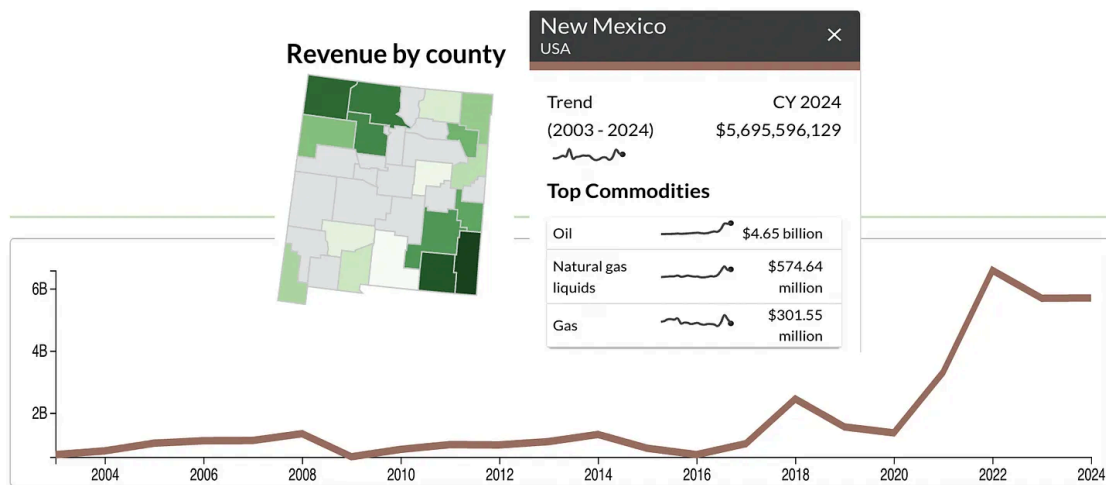 Revenue by county
New Mexico
USA
Trend
CY 2024
(2003 - 2024)
$5,695,596,129
Top Commodities
Oil
$4.65 billion
Natural gas
liquids
$574.64
million
Gas
$301.55
million
6B
4B
2B
2004
2006
2008
2010
2012
2014
2016
2018
2020
2022
2024